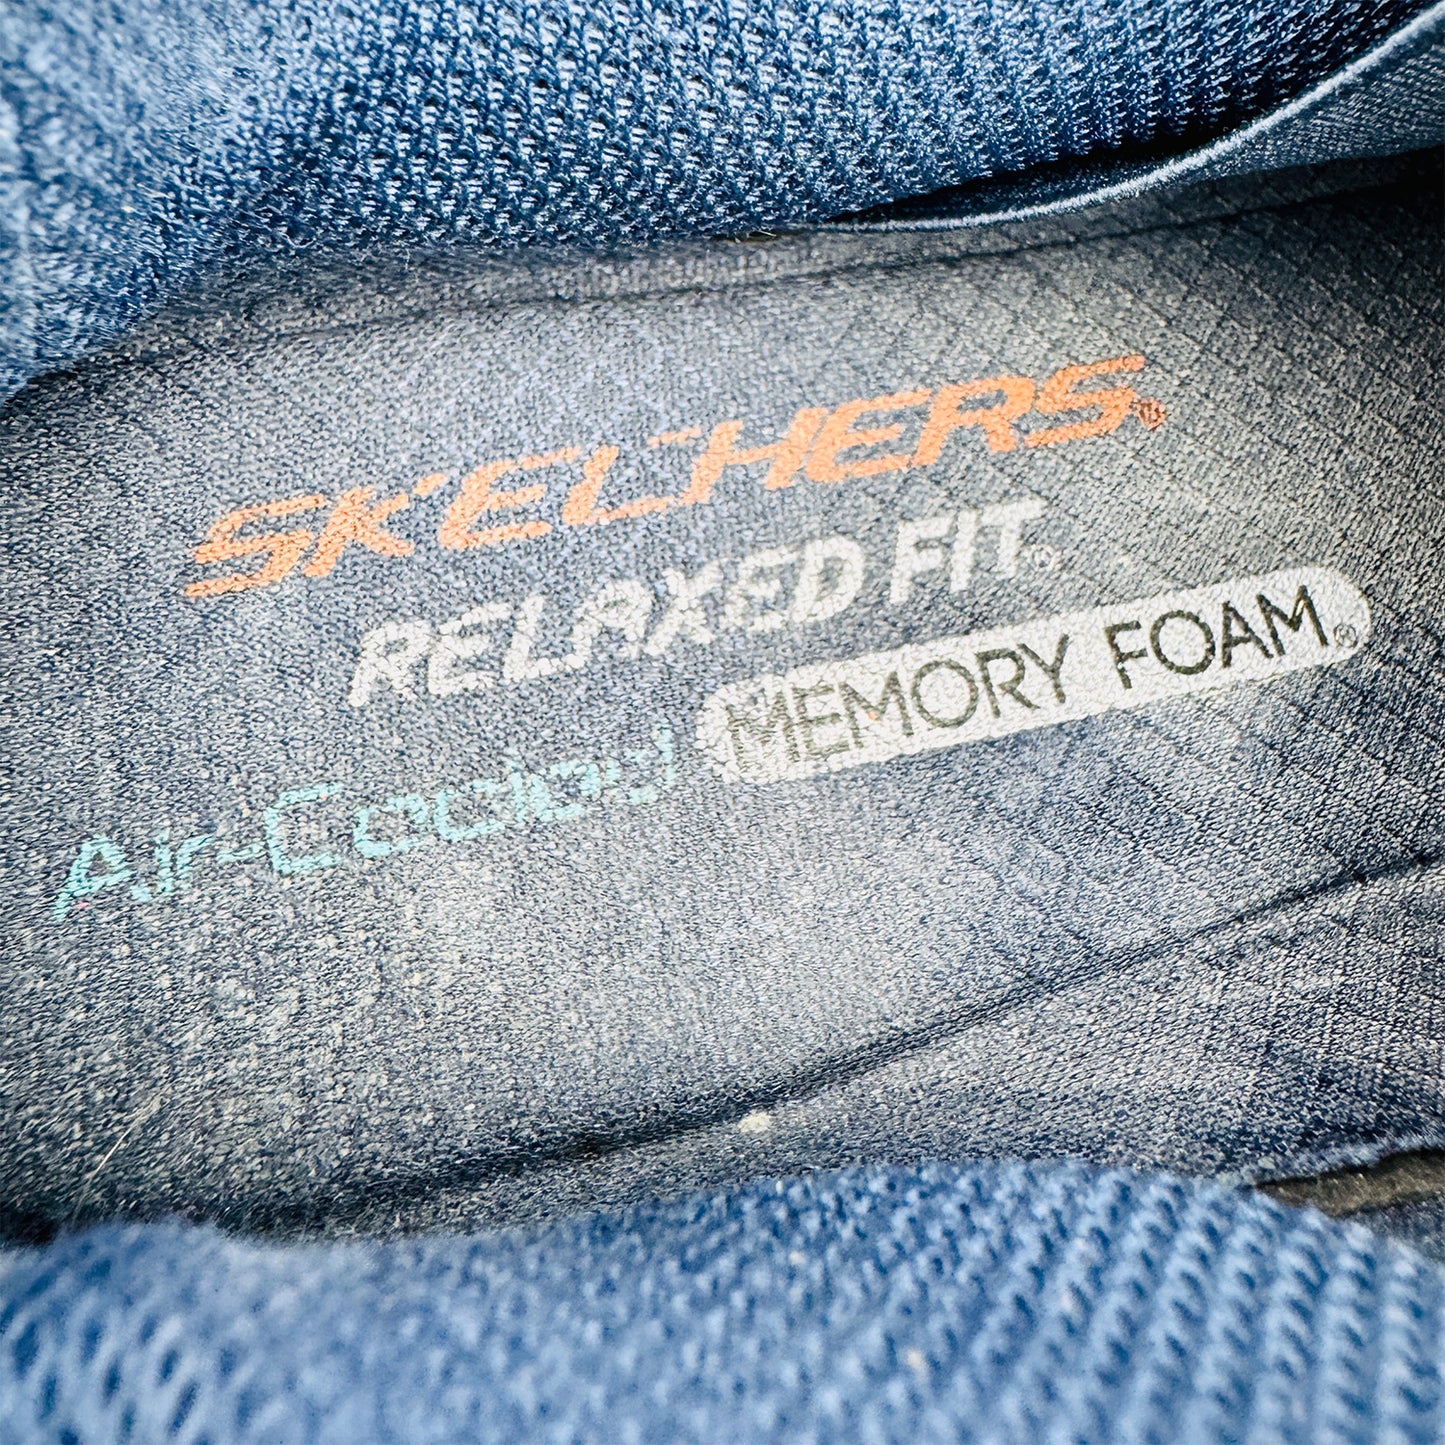 SKECHERS®
RELAXED FIT®
Air-Cooled MEMORY FOAM®